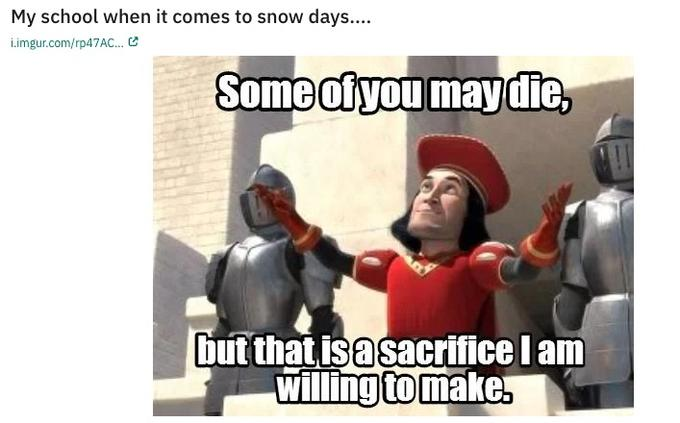 My school when it comes to snow days....
i.imgur.com/rp47AC...
Some of you may die,
but that is a sacrifice I am
willing to make.